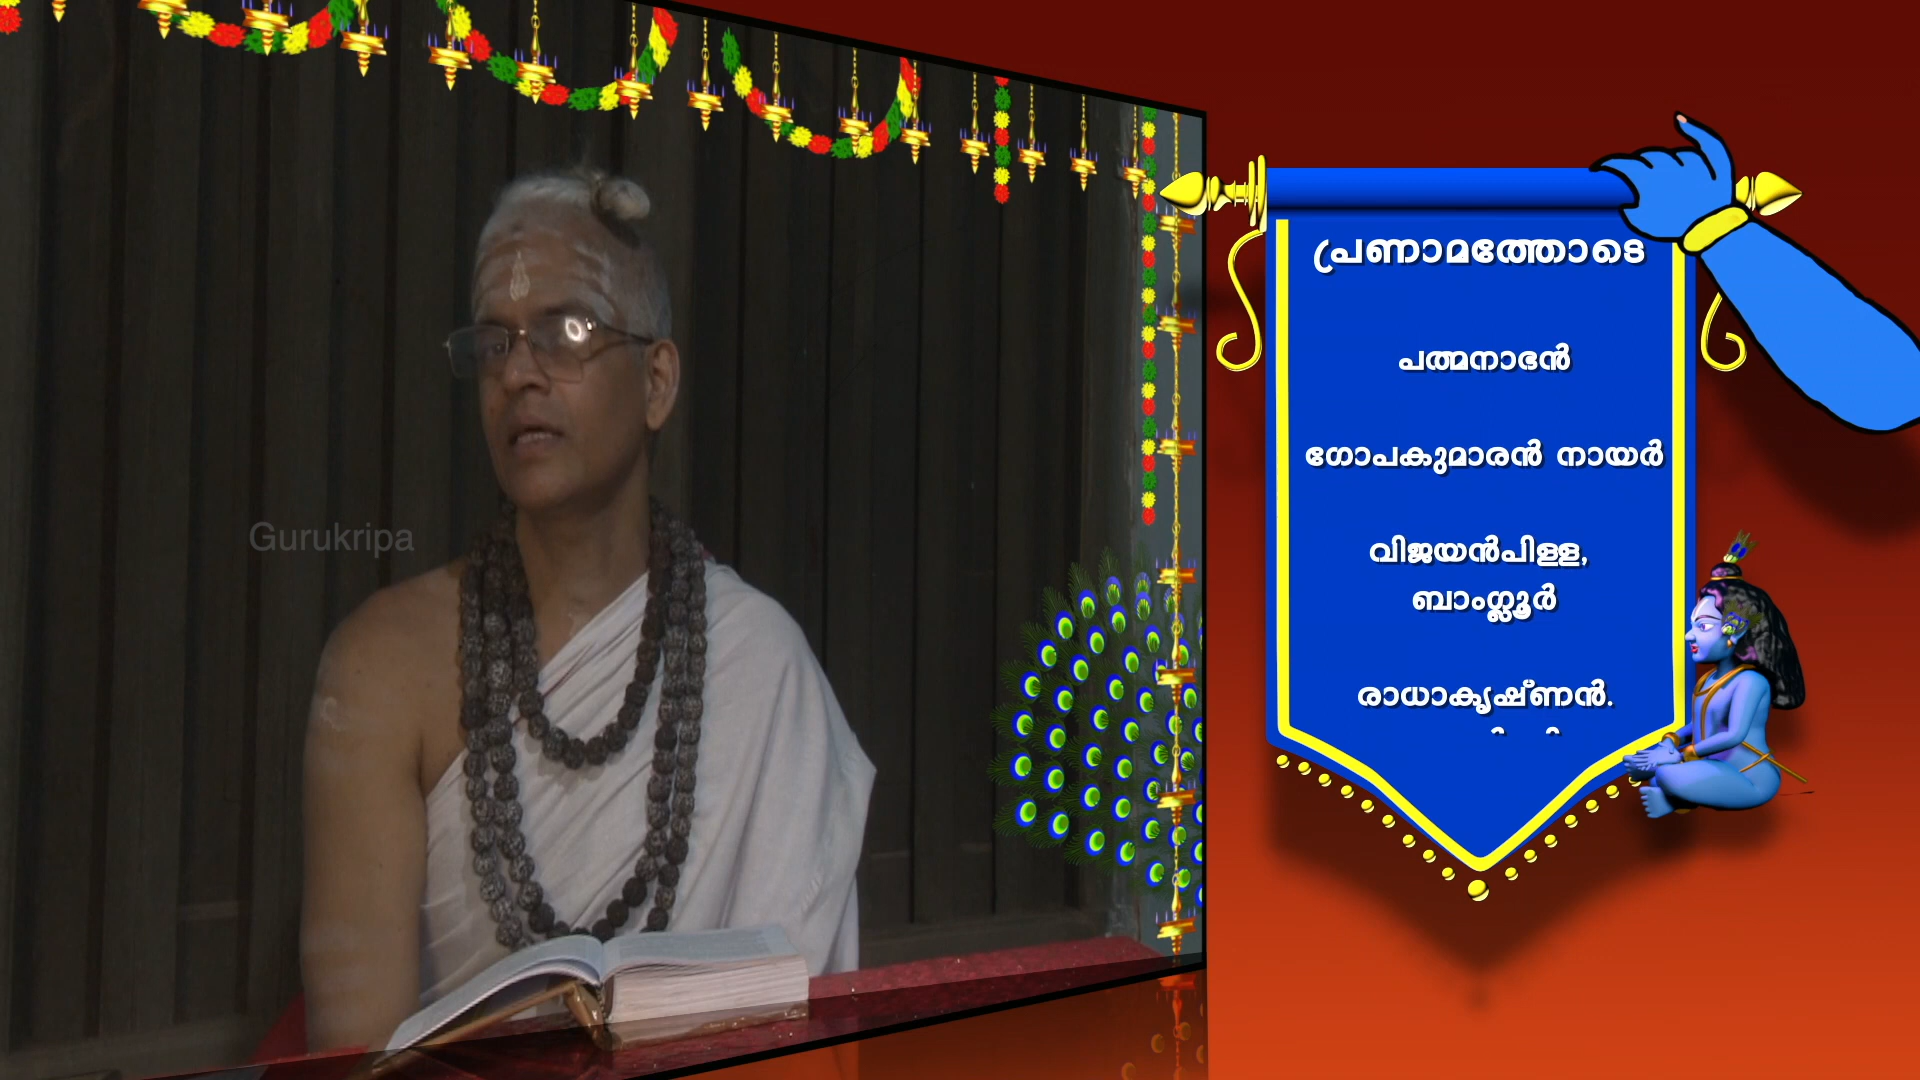 പ്രണാമത്തോടെ
പത്മനാഭൻ
ഗോപകുമാരൻ നായർ
വിജയൻപിള്ള,
ബാംഗ്ലൂർ
രാധാകൃഷ്ണൻ.
Gurukripa